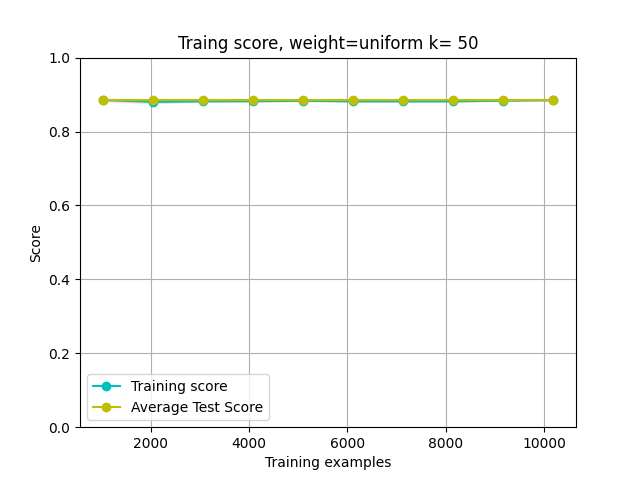 Traing score, weight=uniform k= 50
1.0
0.8
0.6
0.4
0.2
0.0
Score
Training score
Average Test Score
2000 4000 6000 8000 10000
Training examples